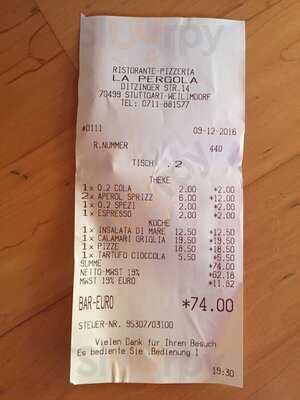 RISTORANTE-PIZZERIA
LA PERGOLA
DITZINGER STR.14
70499 STUTTGART-WEILIMDORF
TEL: 0711-881577
#0111 09-12-2016
R.NUMMER 440
TISCH . 2
THEKE
1x 0.2 COLA 2.00 *2.00
2x APEROL SPRIZZ 6.00 *12.00
1x 0.2 SPEZI 2.00 *2.00
1x ESPRESSO 2.00 *2.00
KÜCHE
1x INSALATA DI MARE 12.50 *12.50
1x CALAMARI GRIGLIA 19.50 *19.50
1x PIZZE 18.50 *18.50
1x TARTUFO CIOCCOLA 5.50 *5.50
SUMME *74.00
NETTO-MWST 19% *62.18
MWST 19% EURO *11.82
BAR-EURO *74.00
STEUER-NR. 95307/03100
Vielen Dank für Ihren Besuch
Es bediente Sie .Bedienung 1
19:30